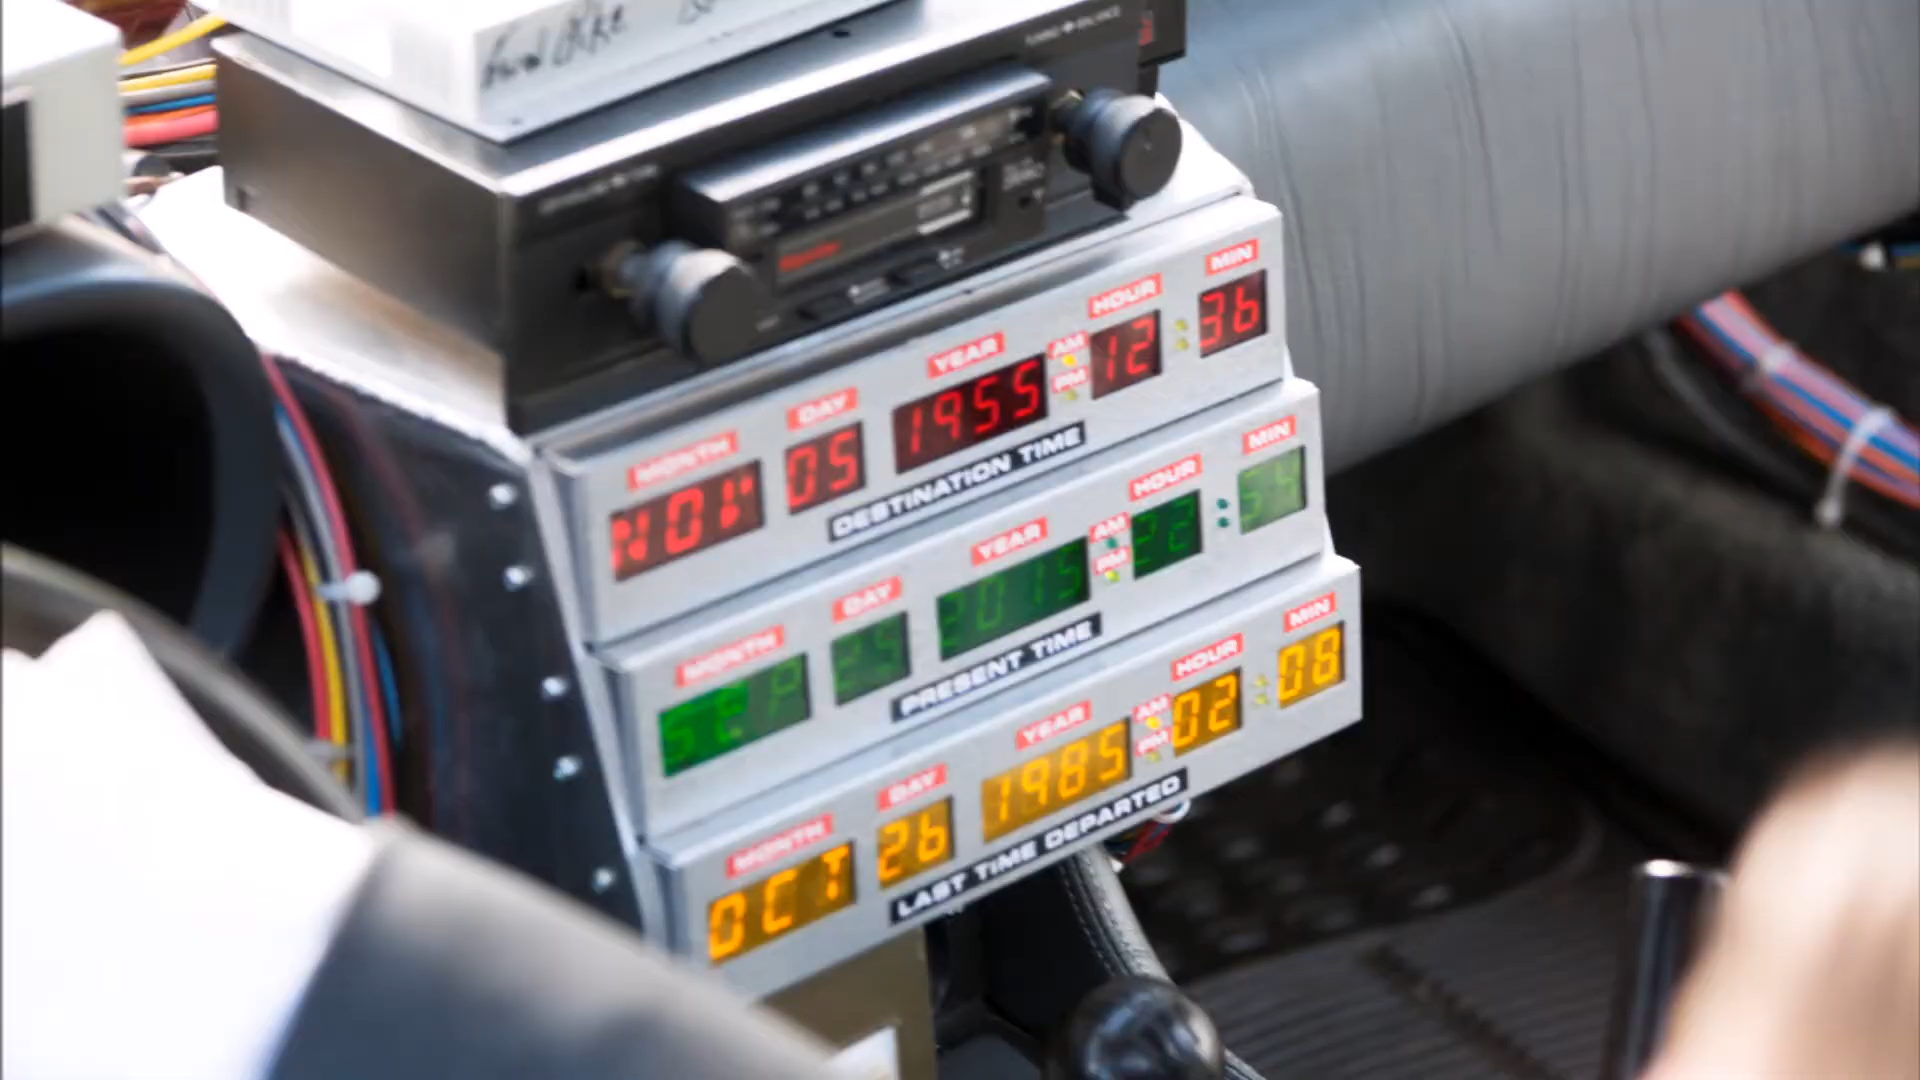 MONTH DAY YEAR AM PM HOUR MIN
NOV 05 1955 12 36
DESTINATION TIME
MONTH DAY YEAR AM PM HOUR MIN
SEP 25 2015 22 54
PRESENT TIME
MONTH DAY YEAR AM PM HOUR MIN
OCT 26 1985 02 08
LAST TIME DEPARTED